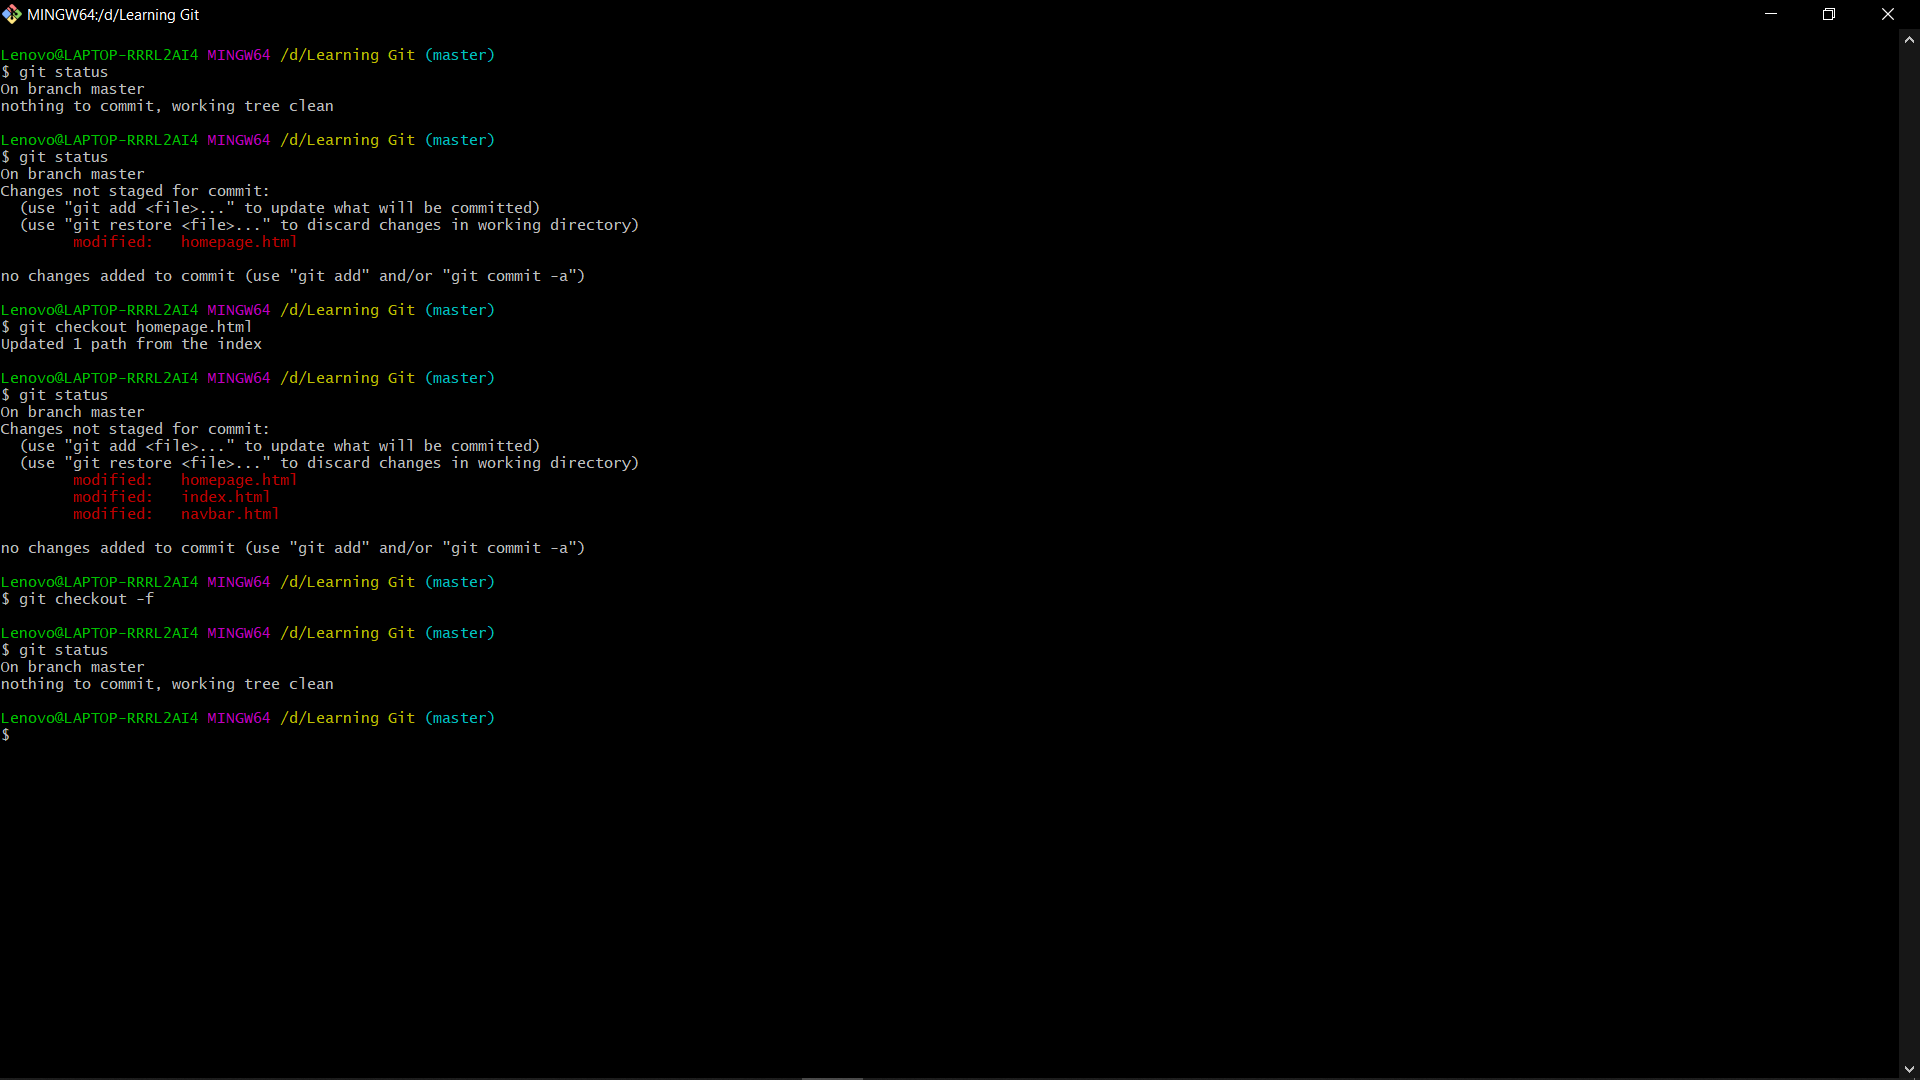 MINGW64:/d/Learning Git
Lenovo@LAPTOP-RRRL2AI4 MINGW64 /d/Learning Git (master)
$ git status
On branch master
nothing to commit, working tree clean
Lenovo@LAPTOP-RRRL2AI4 MINGW64 /d/Learning Git (master)
$ git status
On branch master
Changes not staged for commit:
  (use "git add <file>..." to update what will be committed)
  (use "git restore <file>..." to discard changes in working directory)
        modified:   homepage.html
no changes added to commit (use "git add" and/or "git commit -a")
Lenovo@LAPTOP-RRRL2AI4 MINGW64 /d/Learning Git (master)
$ git checkout homepage.html
Updated 1 path from the index
Lenovo@LAPTOP-RRRL2AI4 MINGW64 /d/Learning Git (master)
$ git status
On branch master
Changes not staged for commit:
  (use "git add <file>..." to update what will be committed)
  (use "git restore <file>..." to discard changes in working directory)
        modified:   homepage.html
        modified:   index.html
        modified:   navbar.html
no changes added to commit (use "git add" and/or "git commit -a")
Lenovo@LAPTOP-RRRL2AI4 MINGW64 /d/Learning Git (master)
$ git checkout -f
Lenovo@LAPTOP-RRRL2AI4 MINGW64 /d/Learning Git (master)
$ git status
On branch master
nothing to commit, working tree clean
Lenovo@LAPTOP-RRRL2AI4 MINGW64 /d/Learning Git (master)
$